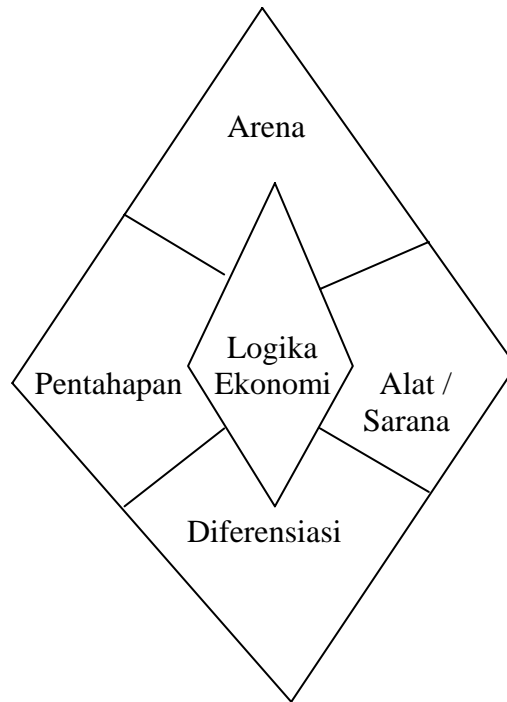 Arena
Logika
Ekonomi
Pentahapan
Alat /
Sarana
Diferensiasi